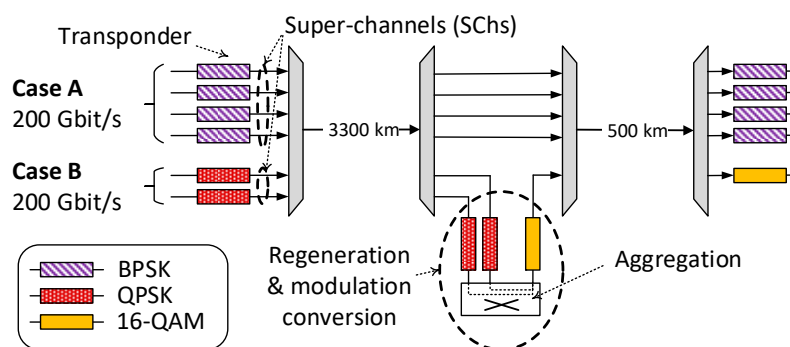 Transponder
Super-channels (SChs)
Case A
200 Gbit/s
3300 km
500 km
Case B
200 Gbit/s
Regeneration
& modulation
conversion
Aggregation
BPSK
QPSK
16-QAM